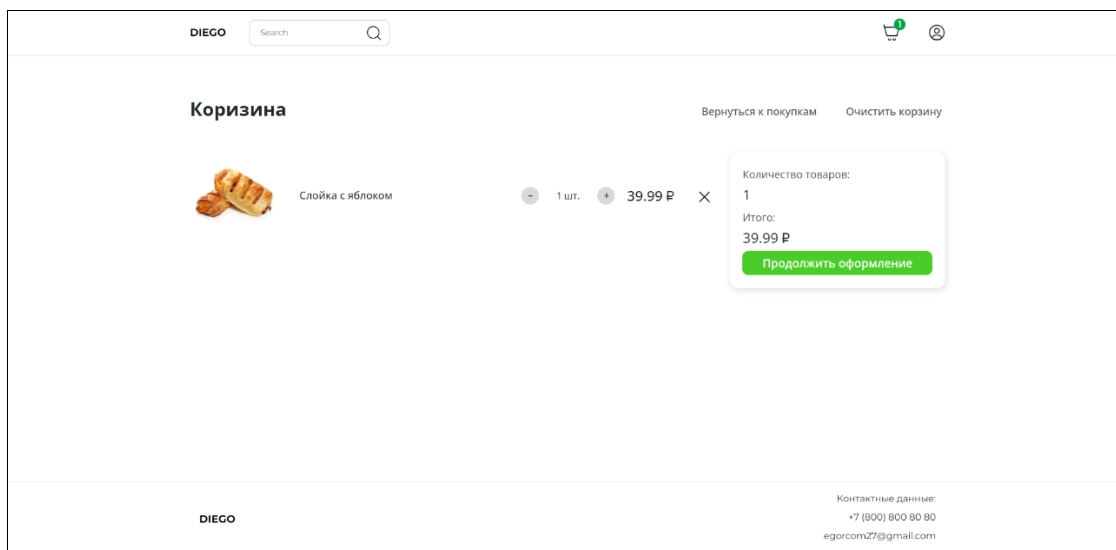 DIEGO
Search
1
Коризина
Вернуться к покупкам
Очистить корзину
Слойка с яблоком
-
1 шт.
+
39.99 ₽
Количество товаров:
1
Итого:
39.99 ₽
Продолжить оформление
DIEGO
Контактные данные:
+7 (800) 800 80 80
egorcom27@gmail.com